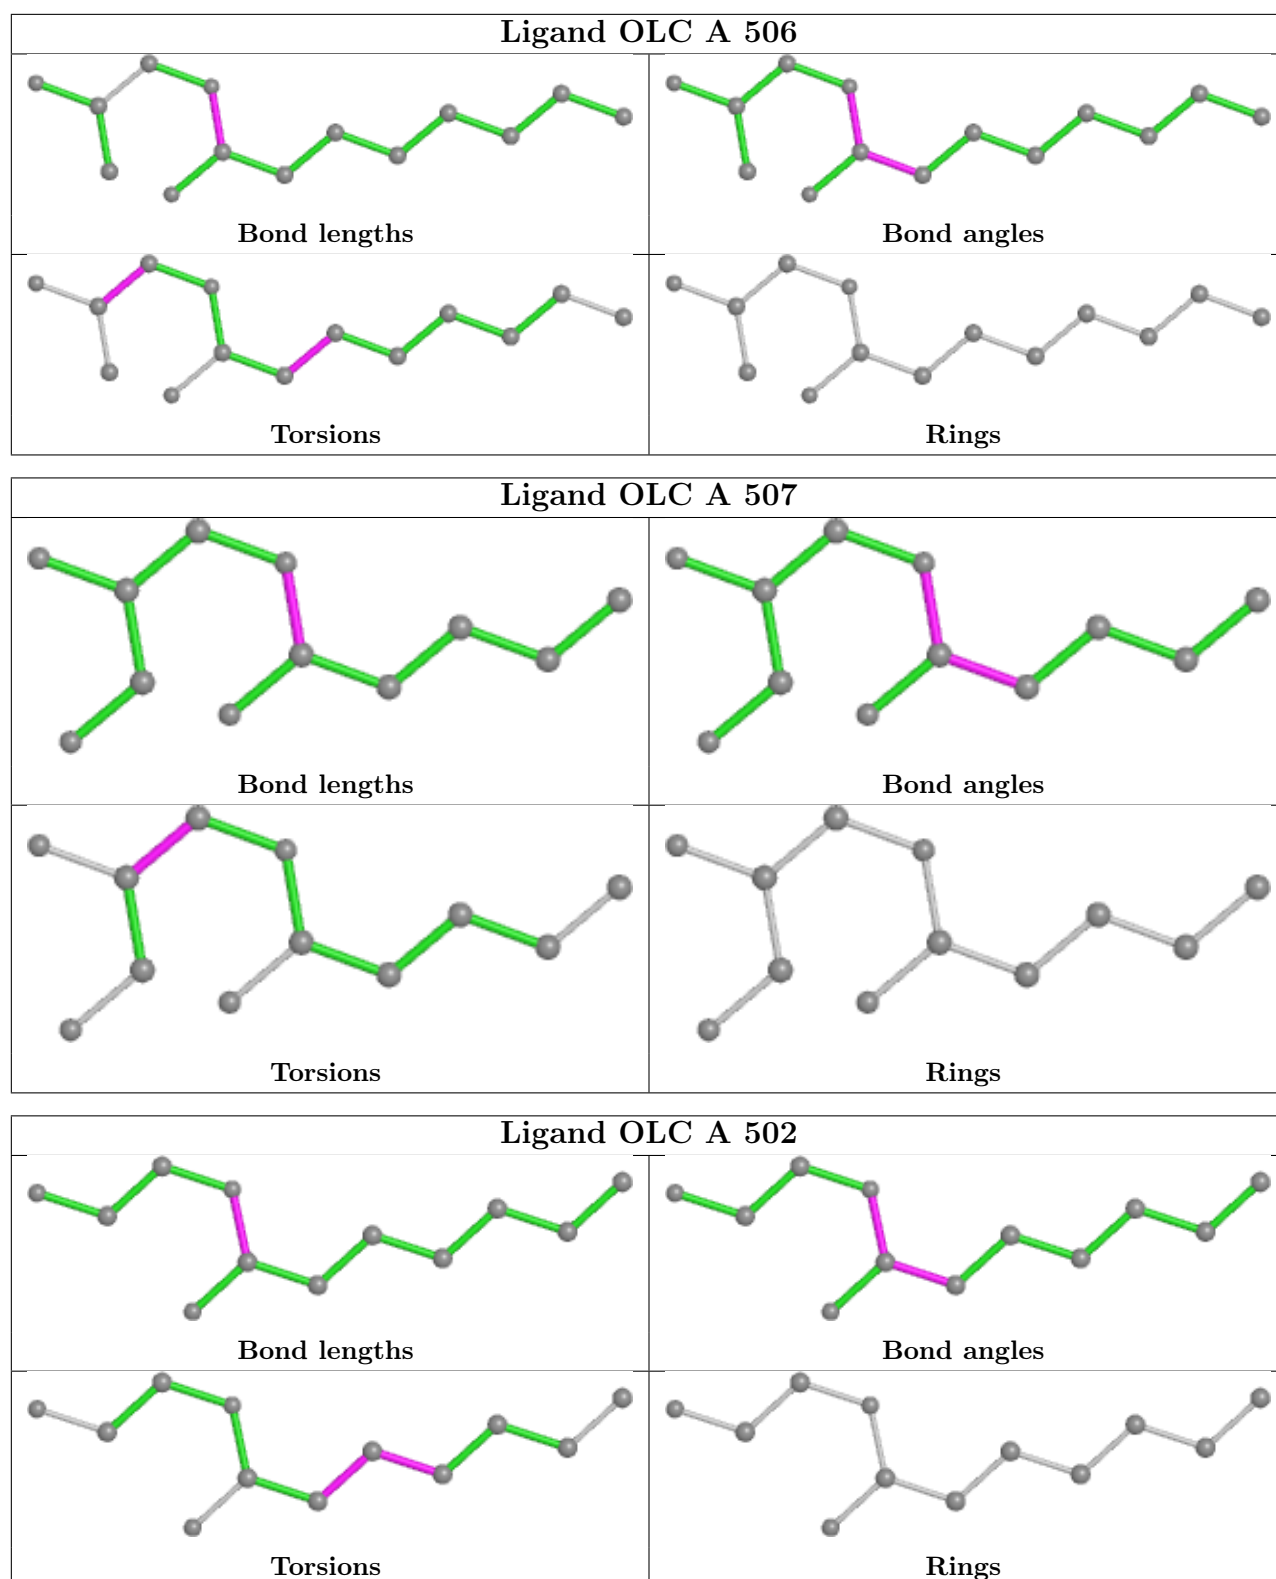 Ligand OLC A 506
Bond lengths
Bond angles
Torsions
Rings
Ligand OLC A 507
Bond lengths
Bond angles
Torsions
Rings
Ligand OLC A 502
Bond lengths
Bond angles
Torsions
Rings